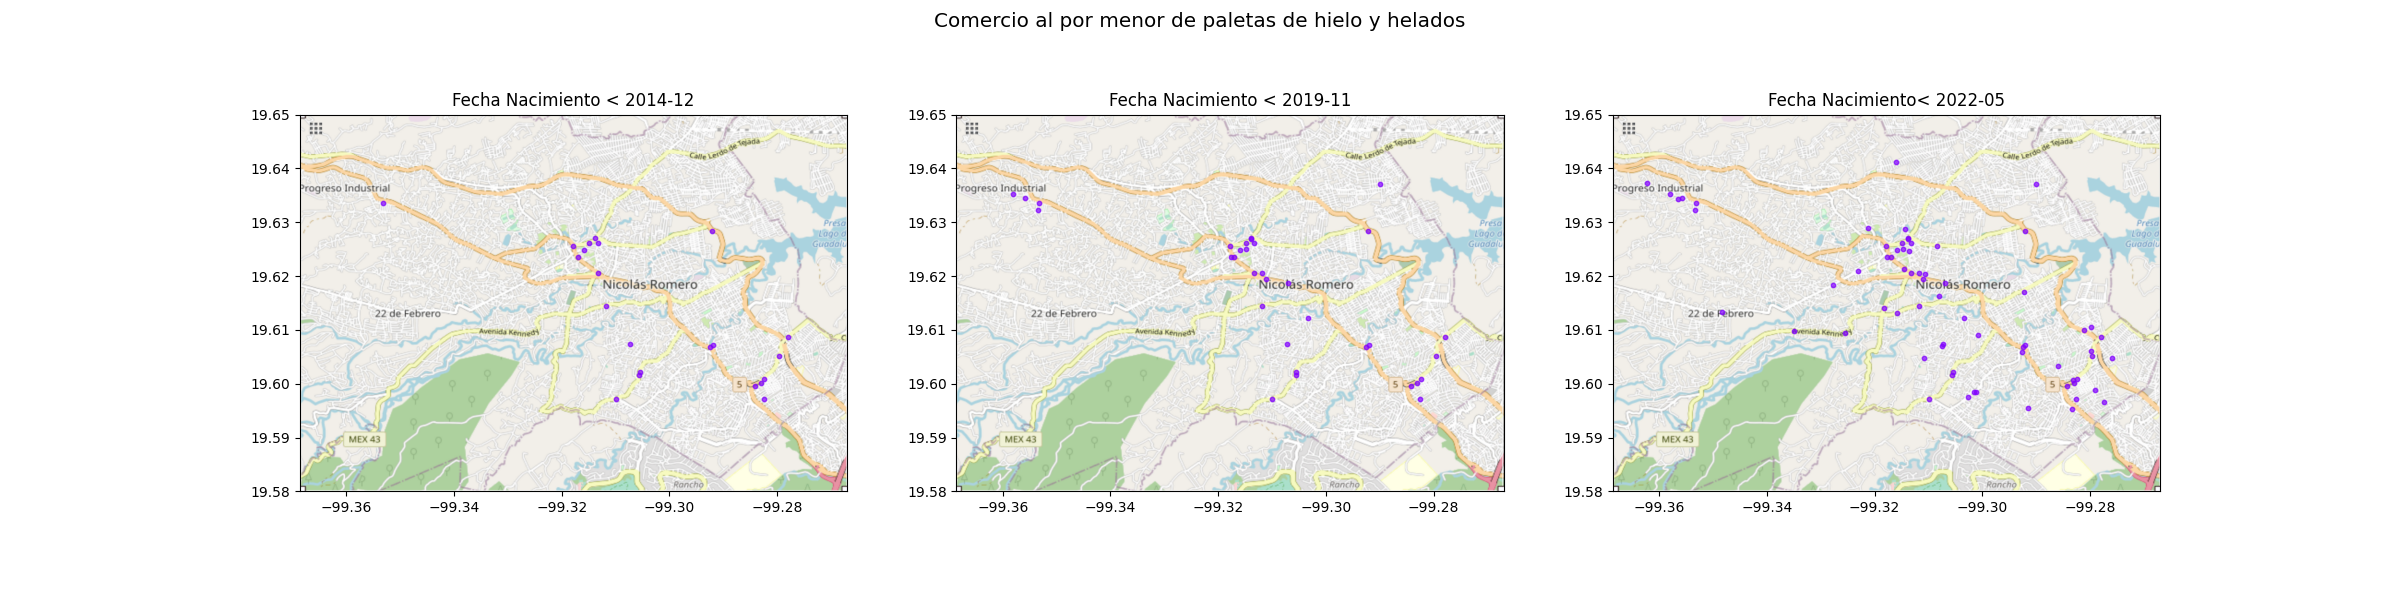 Comercio al por menor de paletas de hielo y helados
Fecha Nacimiento < 2014-12
19.65
19.64
19.63
19.62
19.61
19.60
19.59
19.58
−99.36
−99.34
−99.32
−99.30
−99.28
Calle Lerdo de Tejada
Progreso Industrial
Presa
Lago d
Guadalu
Nicolás Romero
22 de Febrero
Avenida Kennedy
5
MEX 43
Rancho
Fecha Nacimiento < 2019-11
19.65
19.64
19.63
19.62
19.61
19.60
19.59
19.58
−99.36
−99.34
−99.32
−99.30
−99.28
Calle Lerdo de Tejada
Progreso Industrial
Presa
Lago d
Guadalu
Nicolás Romero
22 de Febrero
Avenida Kennedy
5
MEX 43
Rancho
Fecha Nacimiento< 2022-05
19.65
19.64
19.63
19.62
19.61
19.60
19.59
19.58
−99.36
−99.34
−99.32
−99.30
−99.28
Calle Lerdo de Tejada
Progreso Industrial
Presa
Lago d
Guadalu
Nicolás Romero
22 de Febrero
Avenida Kennedy
5
MEX 43
Rancho